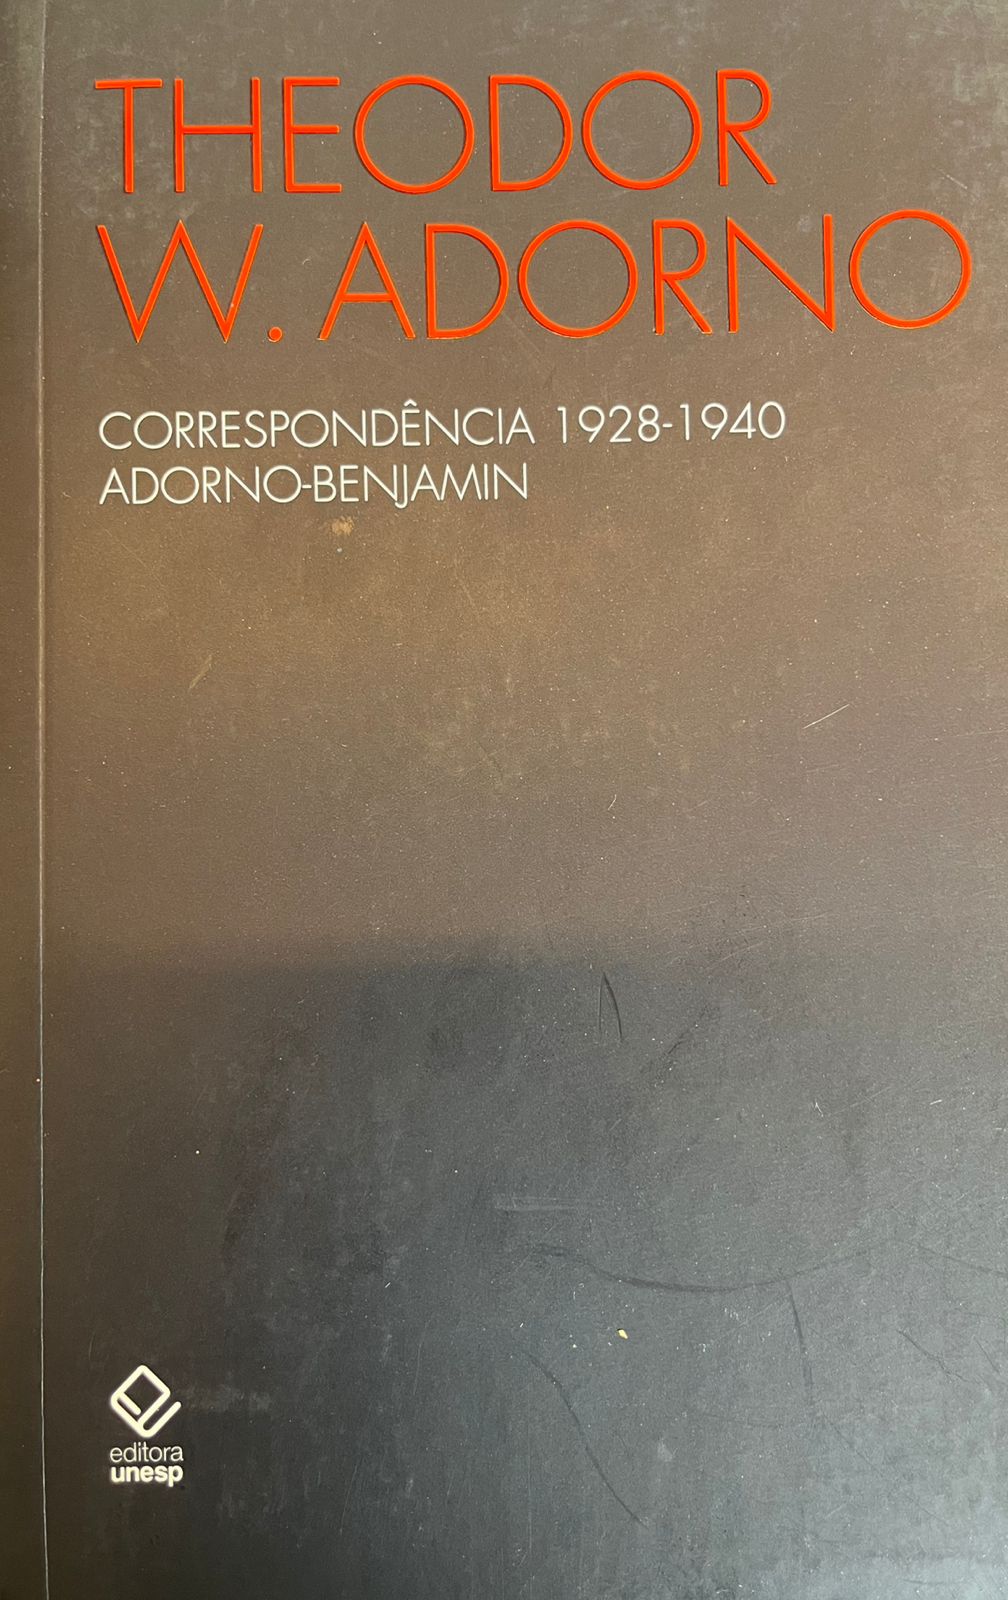 THEODOR
W. ADORNO
CORRESPONDÊNCIA 1928-1940
ADORNO-BENJAMIN
editora
unesp